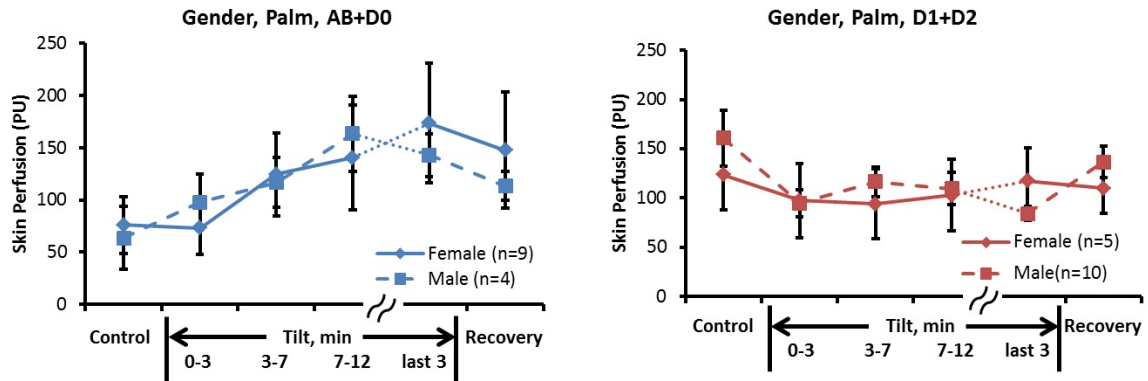 Gender, Palm, AB+D0
250
200
150
100
50
0
Skin Perfusion (PU)
Female (n=9)
Male (n=4)
Control
Tilt, min
Recovery
0-3
3-7
7-12
last 3
Gender, Palm, D1+D2
250
200
150
100
50
0
Skin Perfusion (PU)
Female (n=5)
Male(n=10)
Control
Tilt, min
Recovery
0-3
3-7
7-12
last 3